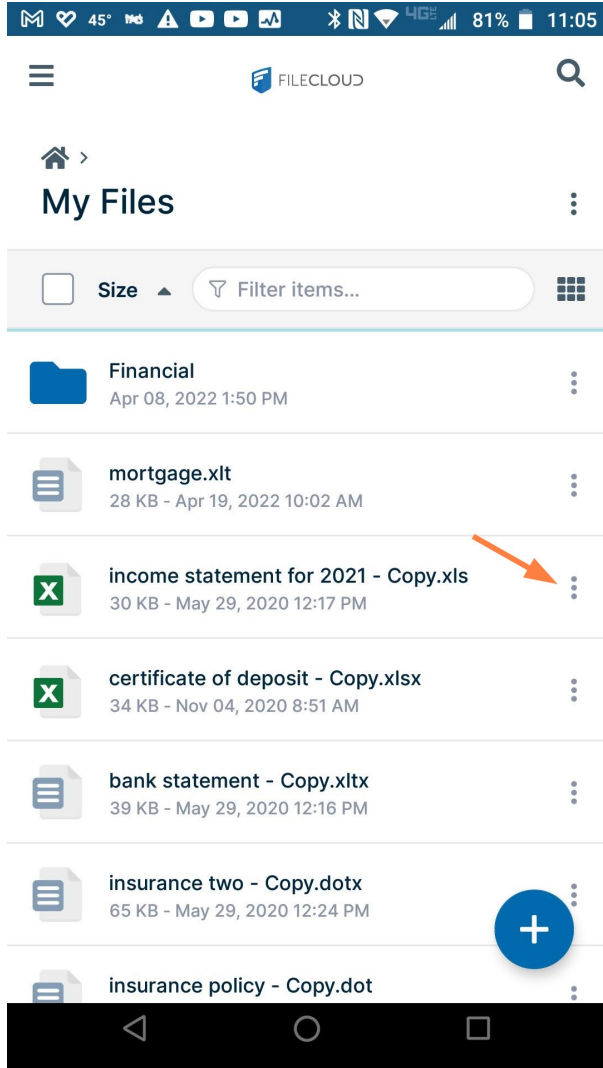 45° 4G LTE 81% 11:05
FILECLOUD
My Files
Size Filter items...
Financial
Apr 08, 2022 1:50 PM
mortgage.xlt
28 KB - Apr 19, 2022 10:02 AM
X income statement for 2021 - Copy.xls
30 KB - May 29, 2020 12:17 PM
X certificate of deposit - Copy.xlsx
34 KB - Nov 04, 2020 8:51 AM
bank statement - Copy.xltx
39 KB - May 29, 2020 12:16 PM
insurance two - Copy.dotx
65 KB - May 29, 2020 12:24 PM
insurance policy - Copy.dot